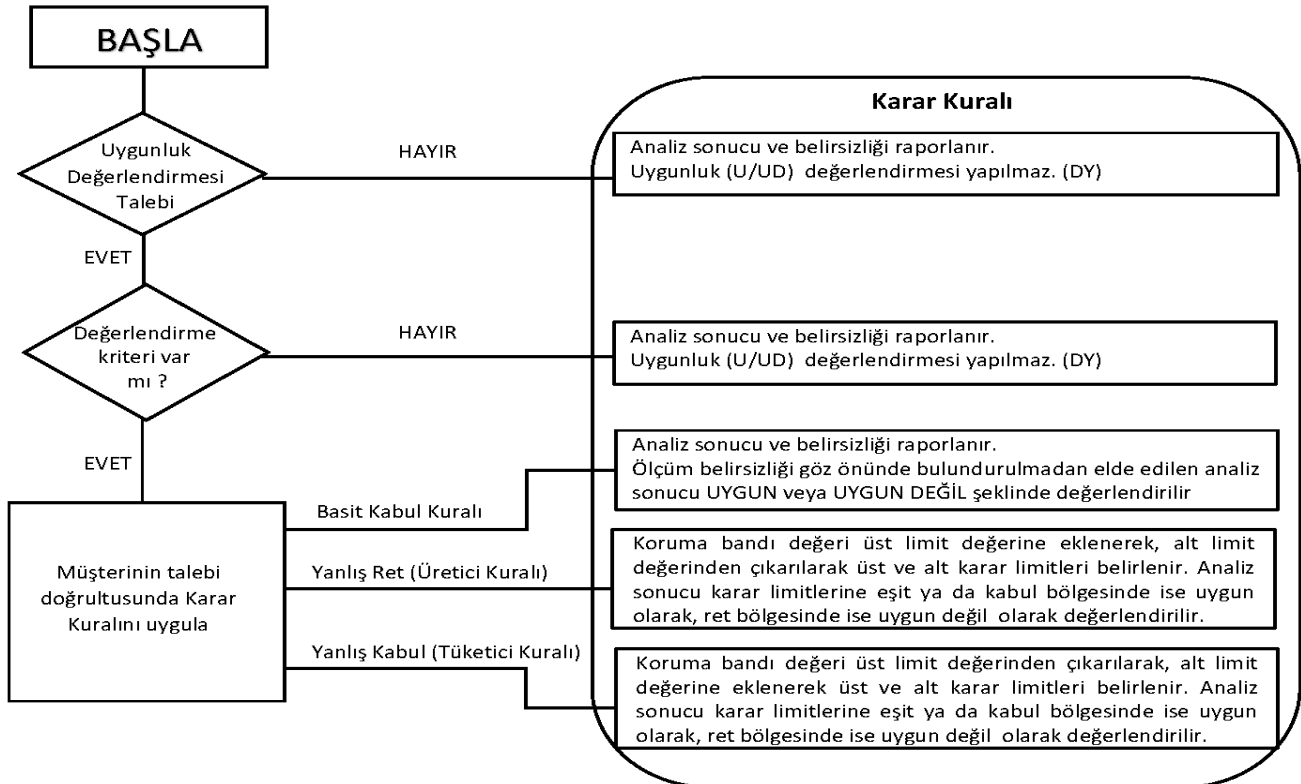 BAŞLA
Karar Kuralı
Uygunluk
Değerlendirmesi
Talebi
HAYIR
Analiz sonucu ve belirsizliği raporlanır.
Uygunluk (U/UD) değerlendirmesi yapılmaz. (DY)
EVET
Değerlendirme
kriteri var
mı ?
HAYIR
Analiz sonucu ve belirsizliği raporlanır.
Uygunluk (U/UD) değerlendirmesi yapılmaz. (DY)
EVET
Müşterinin talebi
doğrultusunda Karar
Kuralını uygula
Basit Kabul Kuralı
Analiz sonucu ve belirsizliği raporlanır.
Ölçüm belirsizliği göz önünde bulundurulmadan elde edilen analiz
sonucu UYGUN veya UYGUN DEĞİL şeklinde değerlendirilir
Yanlış Ret (Üretici Kuralı)
Koruma bandı değeri üst limit değerine eklenerek, alt limit
değerinden çıkarılarak üst ve alt karar limitleri belirlenir. Analiz
sonucu karar limitlerine eşit ya da kabul bölgesinde ise uygun
olarak, ret bölgesinde ise uygun değil olarak değerlendirilir.
Yanlış Kabul (Tüketici Kuralı)
Koruma bandı değeri üst limit değerinden çıkarılarak, alt limit
değerine eklenerek üst ve alt karar limitleri belirlenir. Analiz
sonucu karar limitlerine eşit ya da kabul bölgesinde ise uygun
olarak, ret bölgesinde ise uygun değil olarak değerlendirilir.